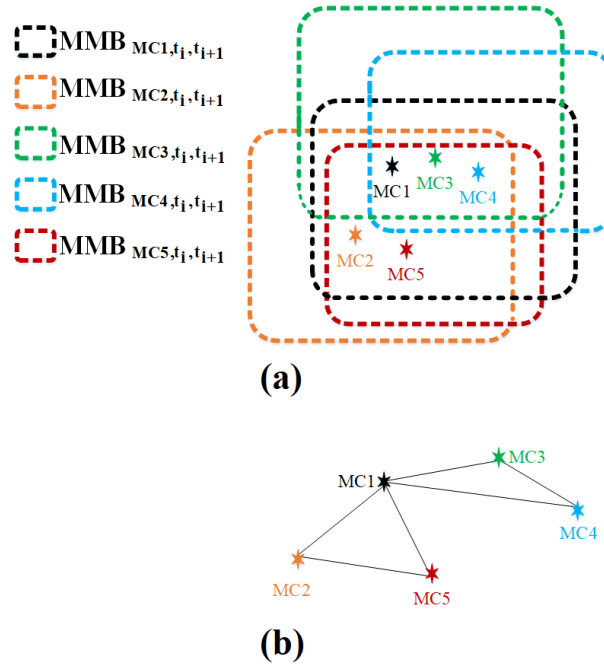 MMB MC1,ti,ti+1
MMB MC2,ti,ti+1
MMB MC3,ti,ti+1
MMB MC4,ti,ti+1
MMB MC5,ti,ti+1
MC1
MC3
MC4
MC2
MC5
(a)
MC3
MC1
MC4
MC2
MC5
(b)